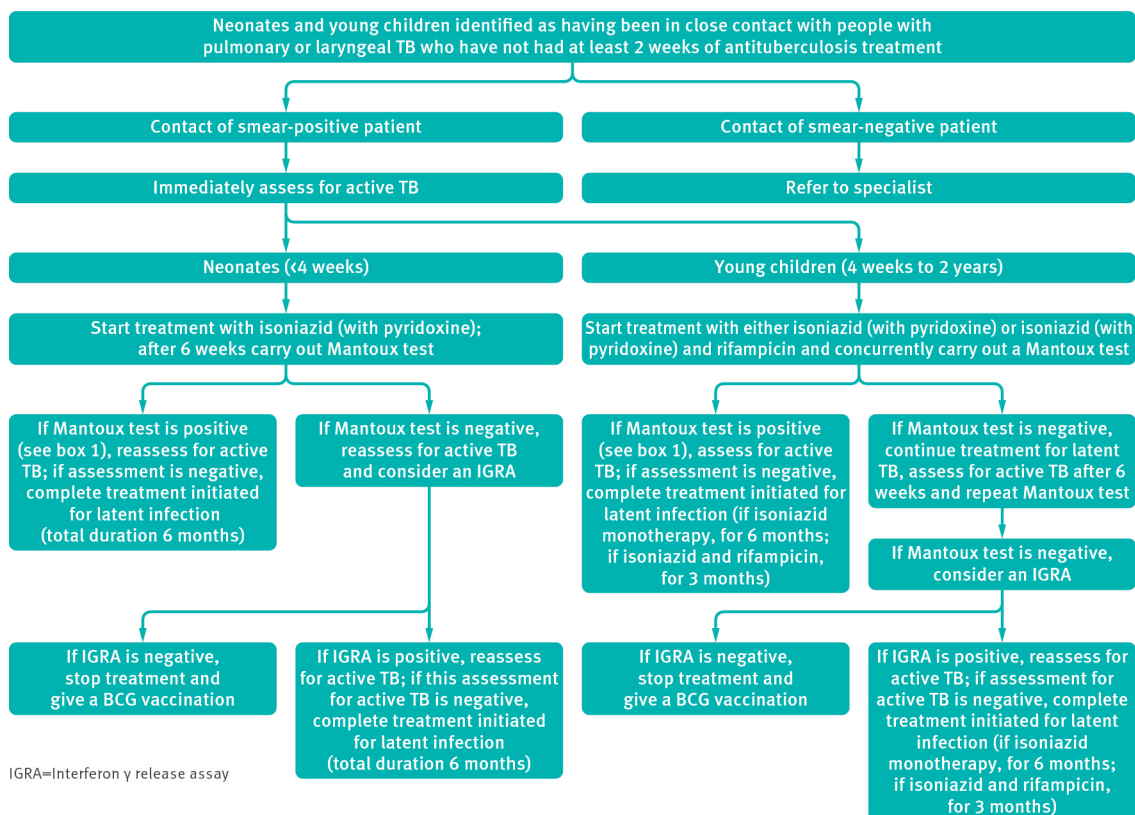 Neonates and young children identified as having been in close contact with people with
pulmonary or laryngeal TB who have not had at least 2 weeks of antituberculosis treatment
Contact of smear-positive patient
Contact of smear-negative patient
Immediately assess for active TB
Refer to specialist
Neonates (<4 weeks)
Young children (4 weeks to 2 years)
Start treatment with isoniazid (with pyridoxine);
after 6 weeks carry out Mantoux test
Start treatment with either isoniazid (with pyridoxine) or isoniazid (with
pyridoxine) and rifampicin and concurrently carry out a Mantoux test
If Mantoux test is positive
(see box 1), reassess for active
TB; if assessment is negative,
complete treatment initiated
for latent infection
(total duration 6 months)
If Mantoux test is negative,
reassess for active TB
and consider an IGRA
If Mantoux test is positive
(see box 1), assess for active
TB; if assessment is negative,
complete treatment initiated for
latent infection (if isoniazid
monotherapy, for 6 months;
if isoniazid and rifampicin,
for 3 months)
If Mantoux test is negative,
continue treatment for latent
TB, assess for active TB after 6
weeks and repeat Mantoux test
If Mantoux test is negative,
consider an IGRA
If IGRA is negative,
stop treatment and
give a BCG vaccination
If IGRA is positive, reassess
for active TB; if this assessment
for active TB is negative,
complete treatment initiated
for latent infection
(total duration 6 months)
If IGRA is negative,
stop treatment and
give a BCG vaccination
If IGRA is positive, reassess for
active TB; if assessment for
active TB is negative, complete
treatment initiated for latent
infection (if isoniazid
monotherapy, for 6 months;
if isoniazid and rifampicin,
for 3 months)
IGRA=Interferon γ release assay